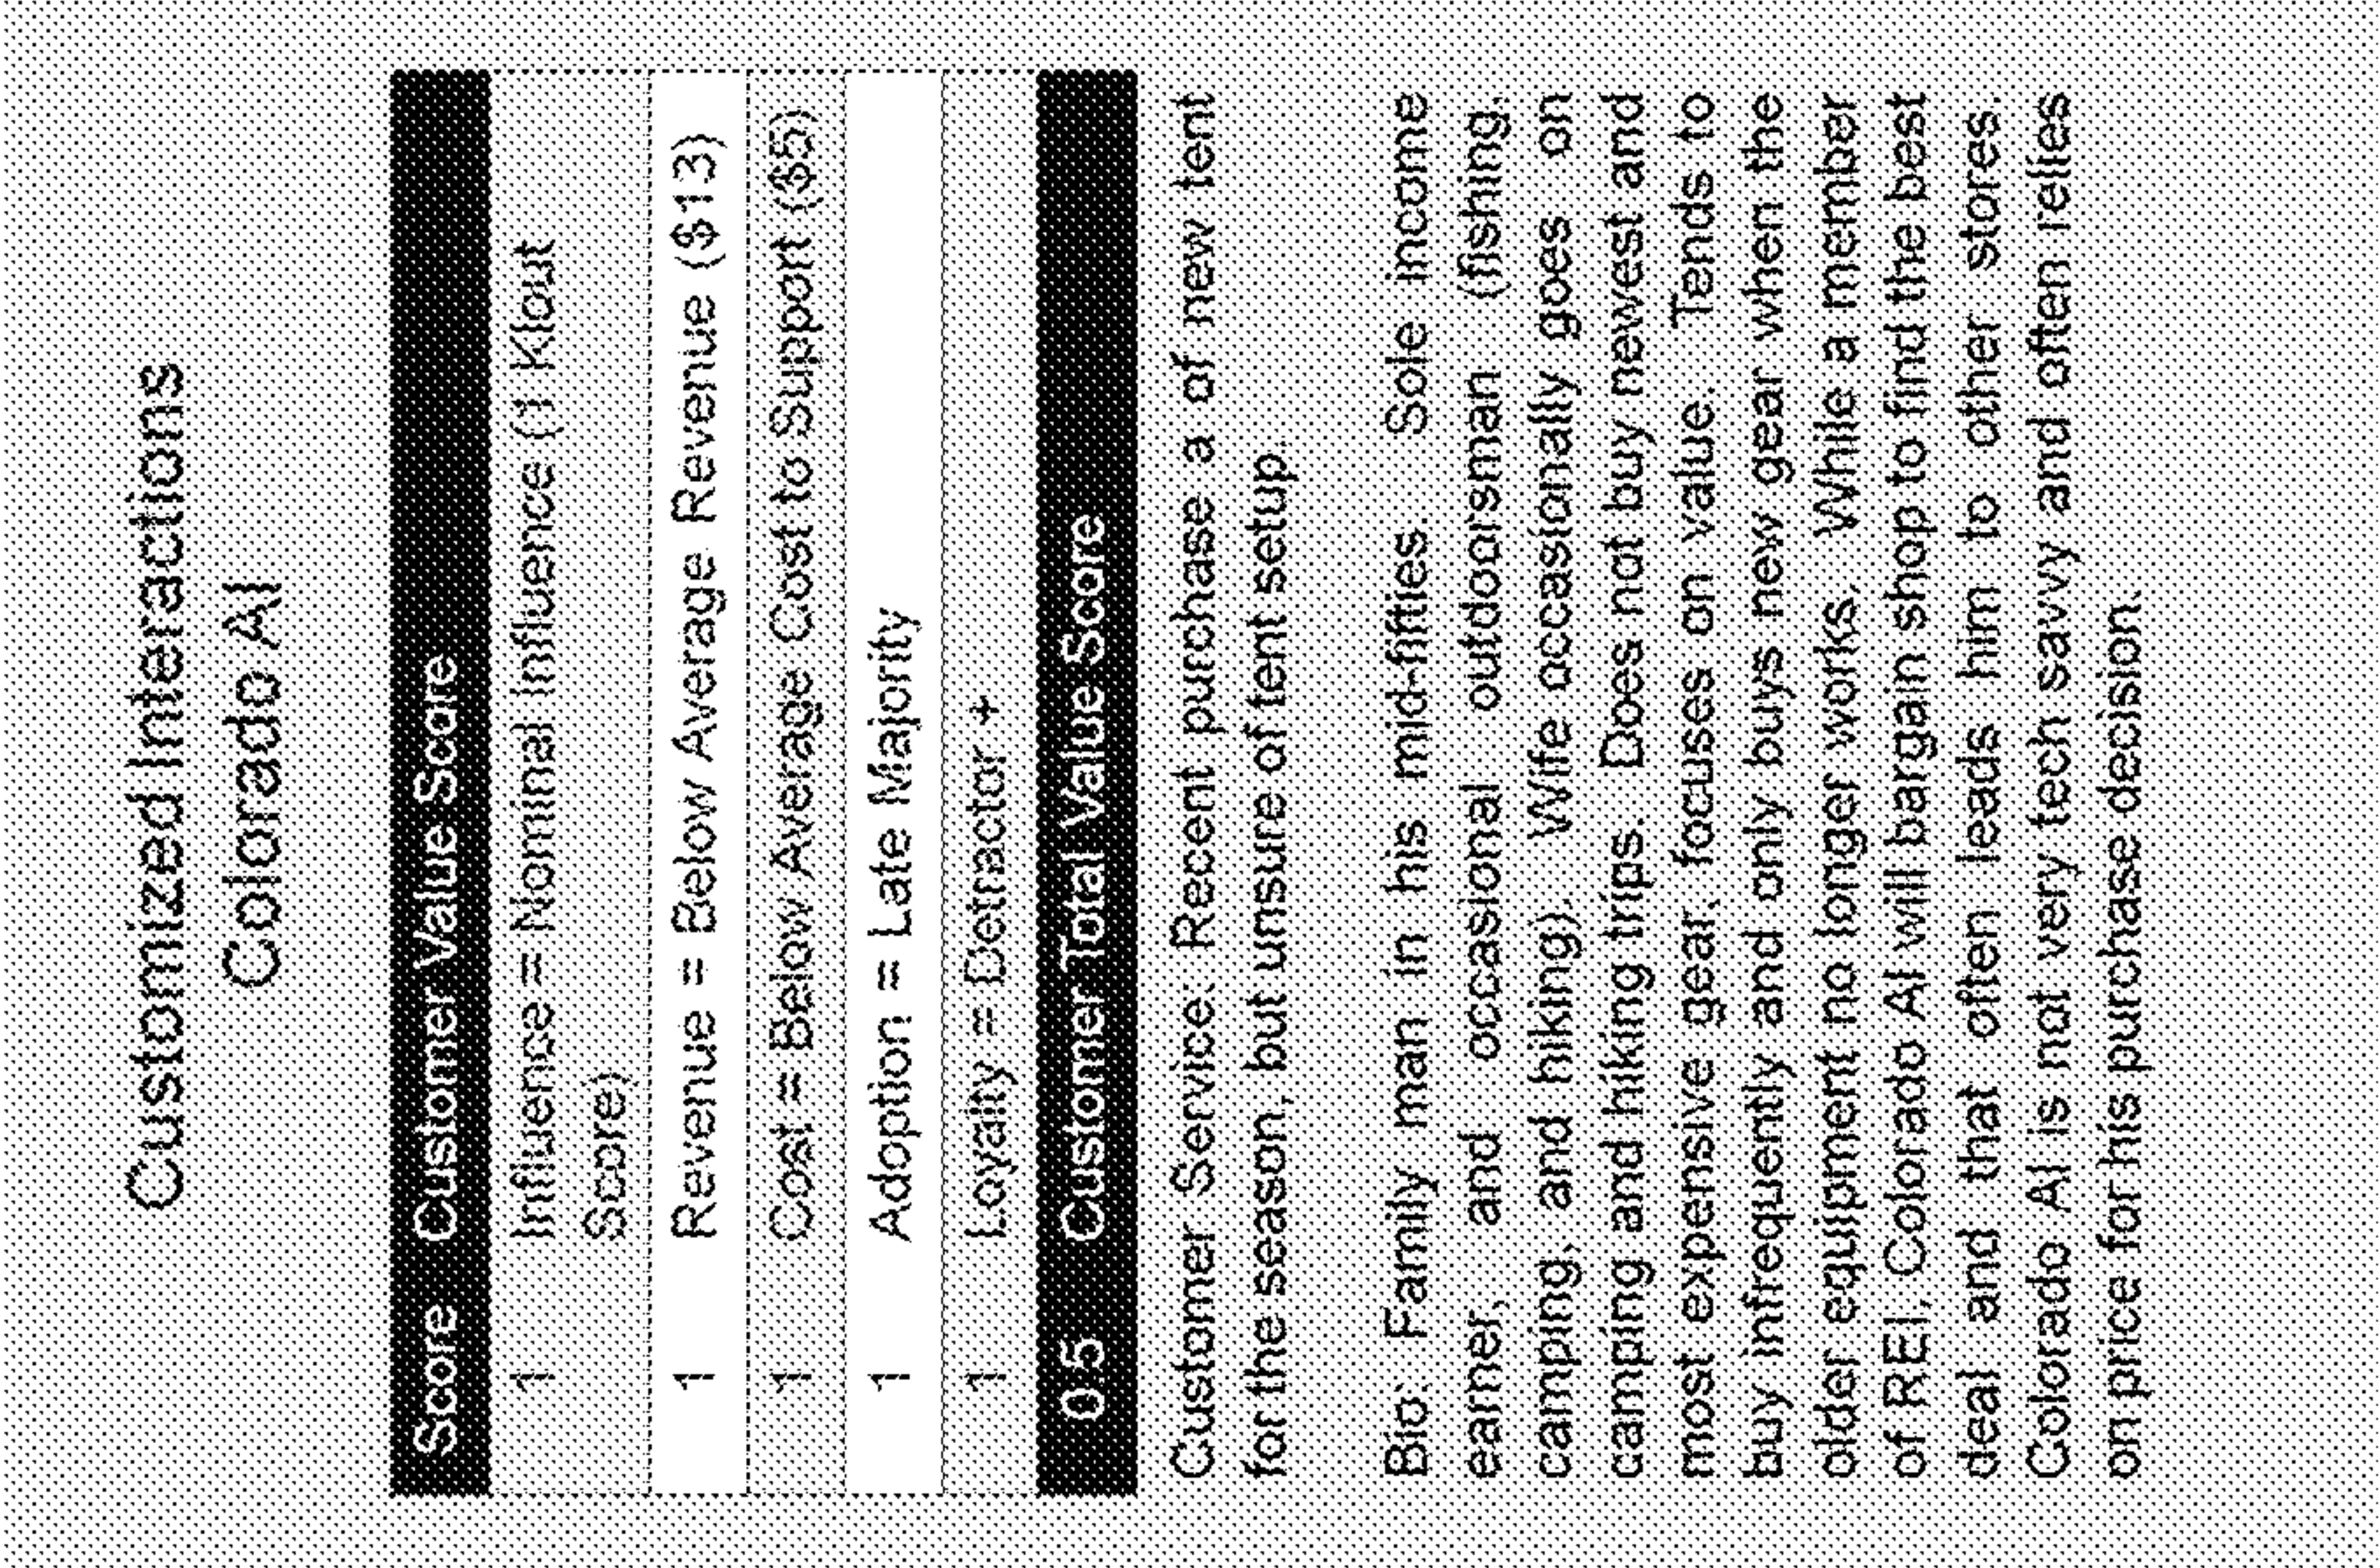 Customized Interactions
Colorado Al
Score Customer Value Score
1 Influence = Nominal Influence (1 Klout
Score)
1 Revenue = Below Average Revenue ($13)
1 Cost = Below Average Cost to Support ($5)
1 Adoption = Late Majority
1 Loyalty = Detractor +
0.5 Customer Total Value Score
Customer Service: Recent purchase a of new tent
for the season, but unsure of tent setup.
Bio: Family man in his mid-fifties. Sole income
earner, and occasional outdoorsman (fishing,
camping, and hiking). Wife occasionally goes on
camping and hiking trips. Does not buy newest and
most expensive gear, focuses on value. Tends to
buy infrequently and only buys new gear when the
older equipment no longer works. While a member
of REI, Colorado Al will bargain shop to find the best
deal and that often leads him to other stores.
Colorado Al is not very tech savvy and often relies
on price for his purchase decision.